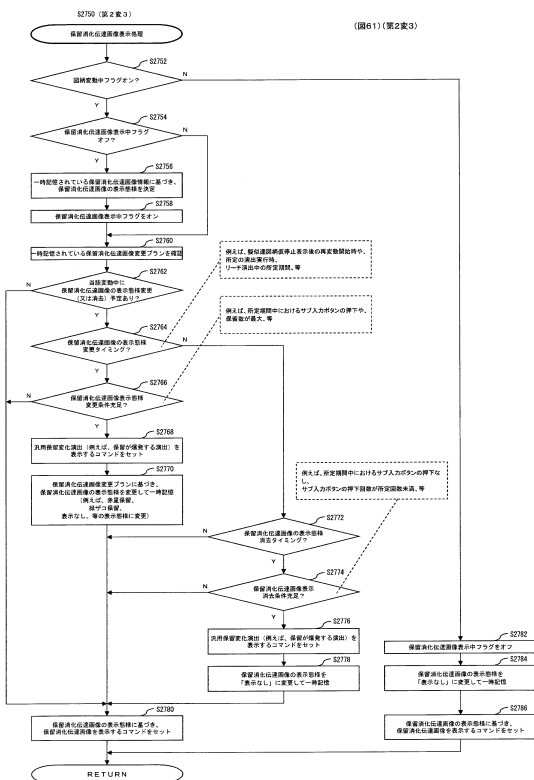 S2750 (第2変3)
(図61)(第2変3)
保留消化伝達画像表示処理
S2752
図柄変動中フラグオン?
N
Y
S2754
保留消化伝達画像表示中フラグ
オフ?
N
Y
S2756
一時記憶されている保留消化伝達画像情報に基づき、
保留消化伝達画像の表示態様を決定
S2758
保留消化伝達画像表示中フラグをオン
S2760
一時記憶されている保留消化伝達画像変更プランを確認
例えば、擬似連図柄仮停止表示後の再変動開始時や、
所定の演出実行時、
リーチ演出中の所定期間、等
S2762
当該変動中に
保留消化伝達画像の表示態様変更
(又は消去)予定あり?
N
Y
例えば、所定期間中におけるサブ入力ボタンの押下や、
保留数が最大、等
S2764
保留消化伝達画像の表示態様
変更タイミング?
N
Y
S2766
保留消化伝達画像表示態様
変更条件充足?
N
Y
S2768
汎用保留変化演出(例えば、保留が爆発する演出)を
表示するコマンドをセット
S2770
保留消化伝達画像変更プランに基づき、
保留消化伝達画像の表示態様を変更して一時記憶
(例えば、赤星保留、
緑ザコ保留、
表示なし、等の表示態様に変更)
例えば、所定期間中におけるサブ入力ボタンの押下な
し、
サブ入力ボタンの押下回数が所定回数未満、等
S2772
保留消化伝達画像の表示態様
消去タイミング?
N
Y
S2774
保留消化伝達画像表示
消去条件充足?
N
Y
S2776
汎用保留変化演出(例えば、保留が爆発する演出)を
表示するコマンドをセット
S2778
保留消化伝達画像の表示態様を
「表示なし」に変更して一時記憶
S2782
保留消化伝達画像表示中フラグをオフ
S2784
保留消化伝達画像の表示態様を
「表示なし」に変更して一時記憶
S2780
保留消化伝達画像の表示態様に基づき、
保留消化伝達画像を表示するコマンドをセット
S2786
保留消化伝達画像の表示態様に基づき、
保留消化伝達画像を表示するコマンドをセット
RETURN